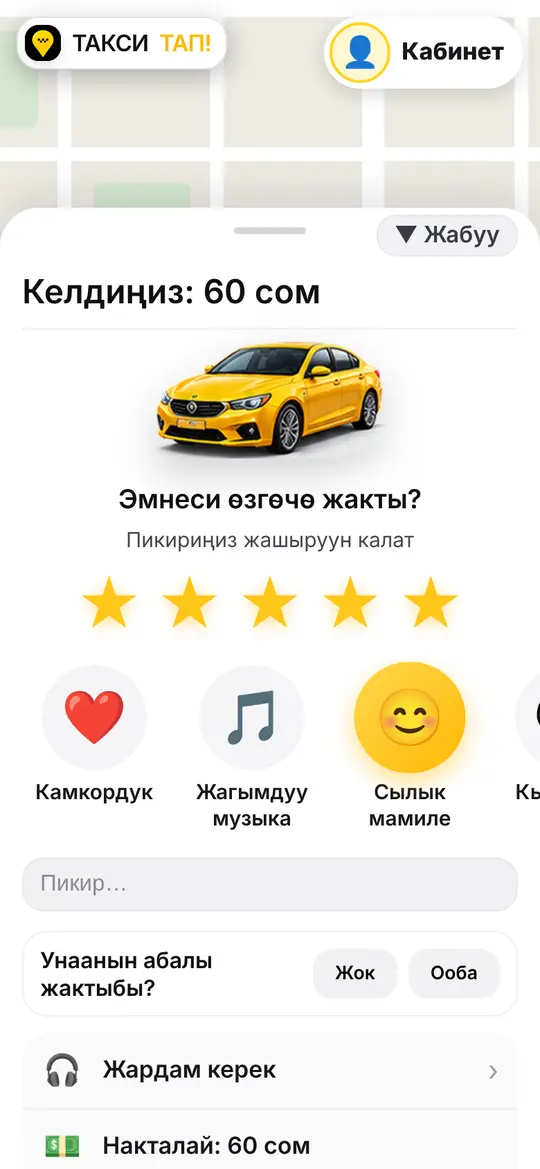 ТАКСИ ТАП!
Кабинет
▼ Жабуу
Келдиңиз: 60 сом
Эмнеси өзгөчө жакты?
Пикириңиз жашыруун калат
Камкордук
Жагымдуу
музыка
Сылык
мамиле
Пикир...
Унаанын абалы
жактыбы?
Жок
Ооба
Жардам керек
Накталай: 60 сом